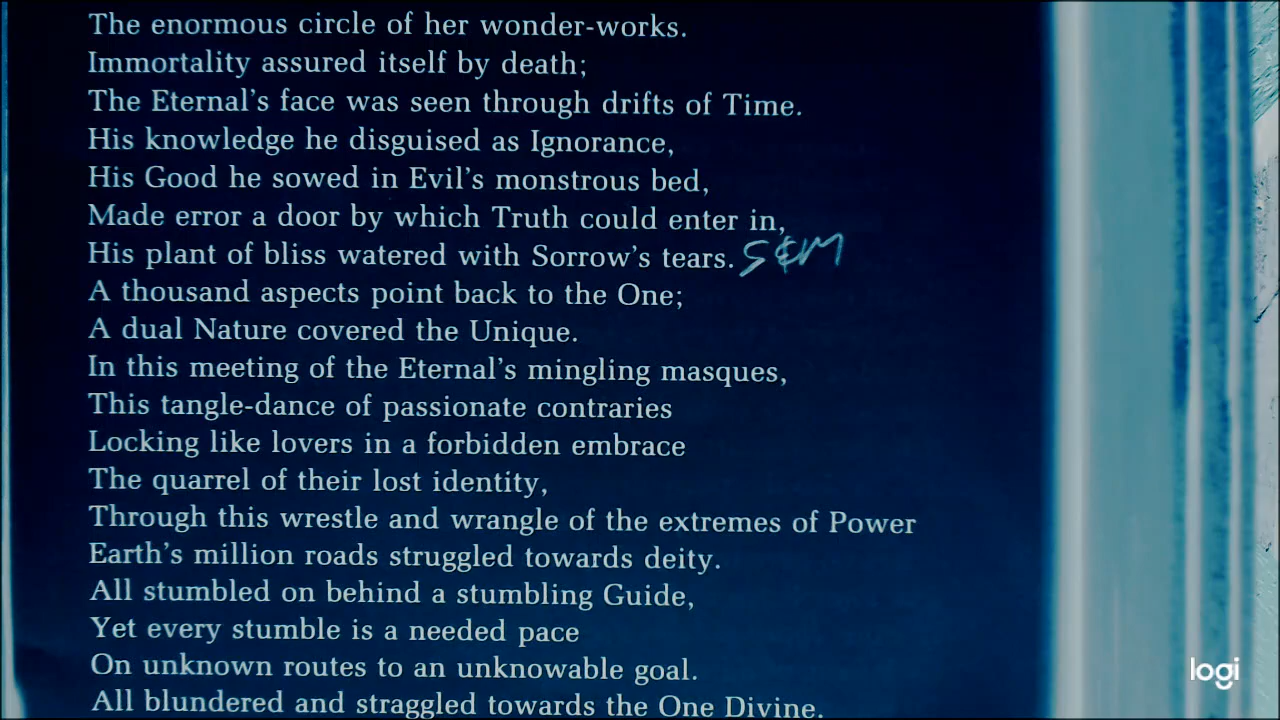 The enormous circle of her wonder-works.
Immortality assured itself by death;
The Eternal's face was seen through drifts of Time.
His knowledge he disguised as Ignorance,
His Good he sowed in Evil's monstrous bed,
Made error a door by which Truth could enter in,
His plant of bliss watered with Sorrow's tears.
A thousand aspects point back to the One;
A dual Nature covered the Unique.
In this meeting of the Eternal's mingling masques,
This tangle-dance of passionate contraries
Locking like lovers in a forbidden embrace
The quarrel of their lost identity,
Through this wrestle and wrangle of the extremes of Power
Earth's million roads struggled towards deity.
All stumbled on behind a stumbling Guide,
Yet every stumble is a needed pace
On unknown routes to an unknowable goal.
All blundered and straggled towards the One Divine.
logi